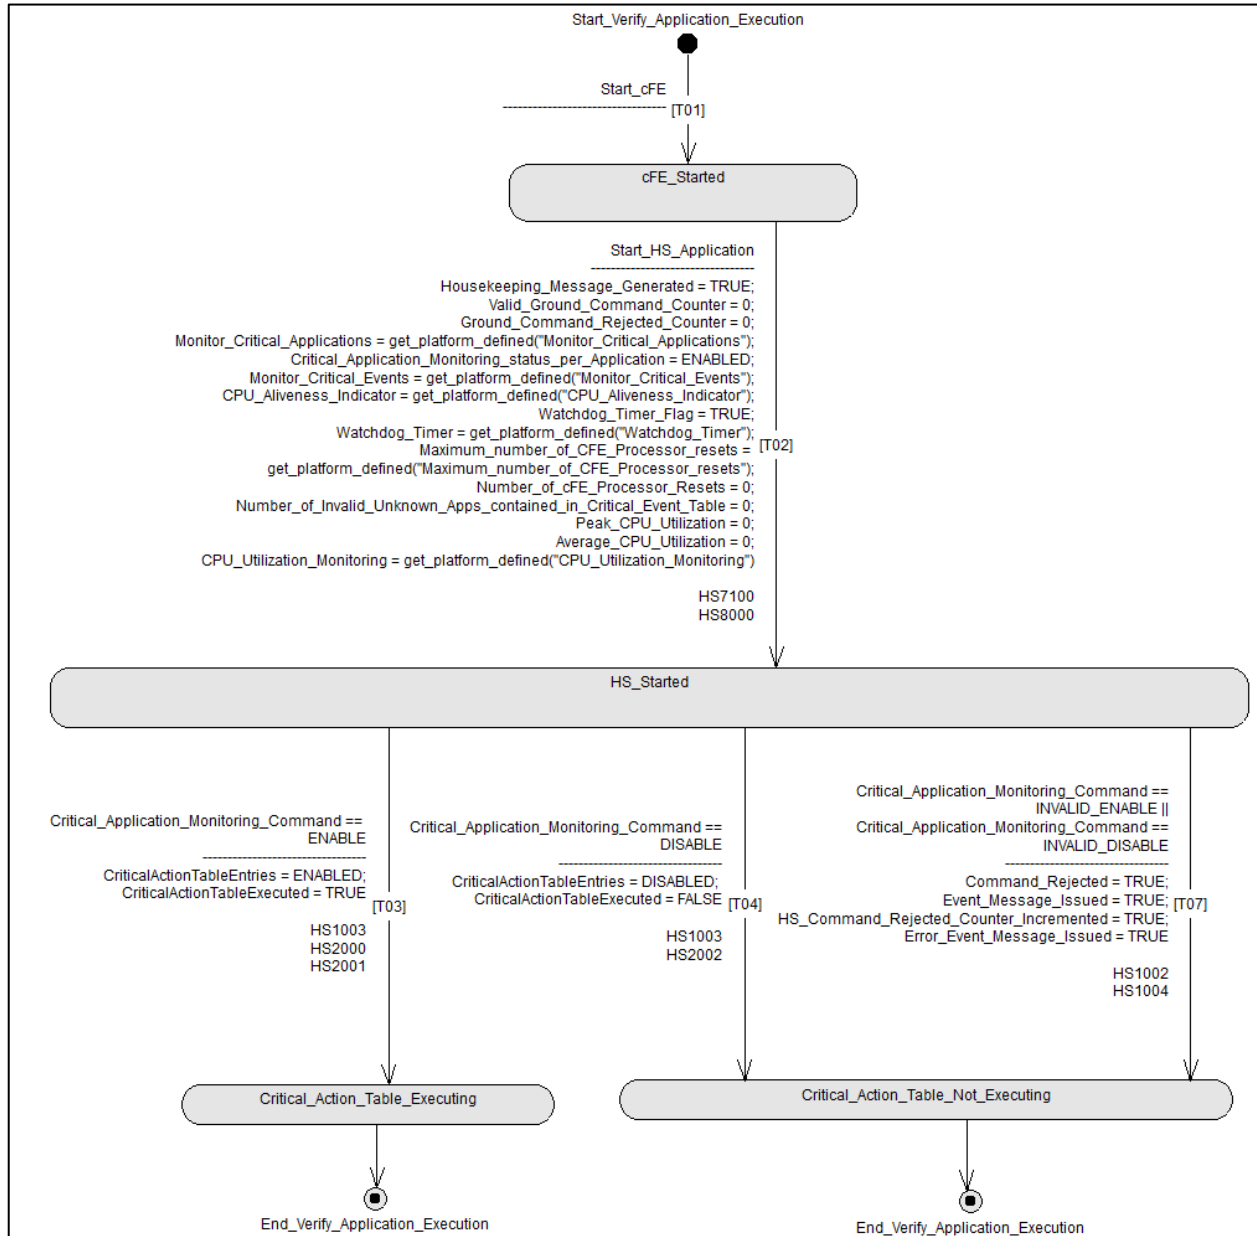 Start_Verify_Application_Execution
Start_cFE
---------------------------------
[T01]
cFE_Started
Start_HS_Application
---------------------------------
Housekeeping_Message_Generated = TRUE;
Valid_Ground_Command_Counter = 0;
Ground_Command_Rejected_Counter = 0;
Monitor_Critical_Applications = get_platform_defined("Monitor_Critical_Applications");
Critical_Application_Monitoring_status_per_Application = ENABLED;
Monitor_Critical_Events = get_platform_defined("Monitor_Critical_Events");
CPU_Aliveness_Indicator = get_platform_defined("CPU_Aliveness_Indicator");
Watchdog_Timer_Flag = TRUE;
Watchdog_Timer = get_platform_defined("Watchdog_Timer");
Maximum_number_of_CFE_Processor_resets =
get_platform_defined("Maximum_number_of_CFE_Processor_resets");
Number_of_cFE_Processor_Resets = 0;
Number_of_Invalid_Unknown_Apps_contained_in_Critical_Event_Table = 0;
Peak_CPU_Utilization = 0;
Average_CPU_Utilization = 0;
CPU_Utilization_Monitoring = get_platform_defined("CPU_Utilization_Monitoring")
[T02]
HS7100
HS8000
HS_Started
Critical_Application_Monitoring_Command ==
ENABLE
---------------------------------
CriticalActionTableEntries = ENABLED;
CriticalActionTableExecuted = TRUE
[T03]
HS1003
HS2000
HS2001
Critical_Application_Monitoring_Command ==
DISABLE
---------------------------------
CriticalActionTableEntries = DISABLED;
CriticalActionTableExecuted = FALSE
[T04]
HS1003
HS2002
Critical_Application_Monitoring_Command ==
INVALID_ENABLE ||
Critical_Application_Monitoring_Command ==
INVALID_DISABLE
---------------------------------
Command_Rejected = TRUE;
Event_Message_Issued = TRUE;
HS_Command_Rejected_Counter_Incremented = TRUE;
Error_Event_Message_Issued = TRUE
[T07]
HS1002
HS1004
Critical_Action_Table_Executing
Critical_Action_Table_Not_Executing
End_Verify_Application_Execution
End_Verify_Application_Execution